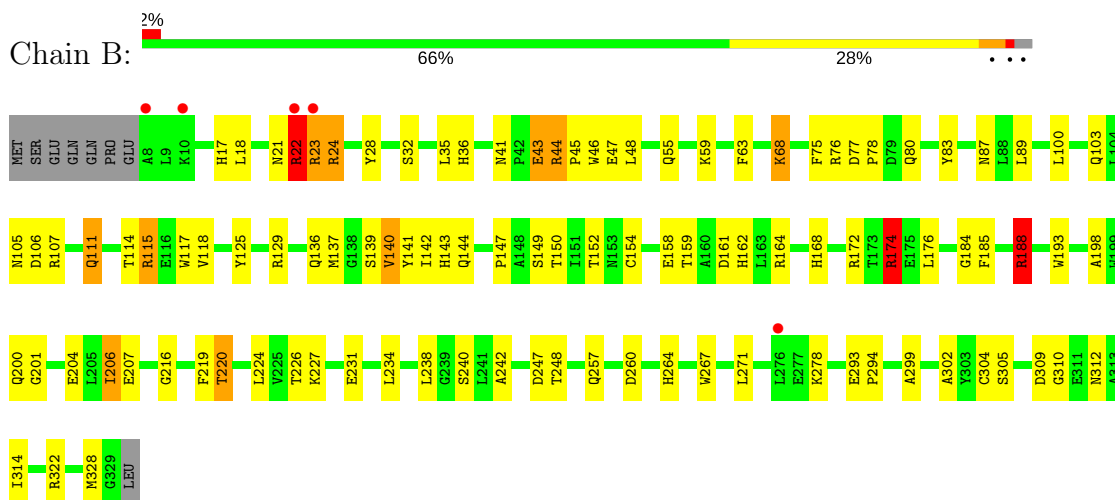 2%
Chain B:
66% 28% • • •
MET SER GLU GLN GLN PRO GLU A8 L9 K10 H17 L18 N21 R22 R23 R24 Y28 S32 L35 H36 N41 P42 E43 R44 P45 W46 E47 L48 Q55 K59 F63 K68 F75 R76 D77 P78 D79 Q80 Y83 N87 L88 L89 L100 Q103 L104
N105 D106 R107 Q111 T114 R115 E116 W117 V118 Y125 R129 Q136 M137 G138 S139 V140 Y141 I142 H143 Q144 P147 A148 S149 T150 I151 T152 N153 C154 E158 T159 A160 D161 H162 L163 R164 H168 R172 T173 R174 E175 L176 G184 F185 R188 W193 A198 W199
Q200 G201 E204 L205 I206 E207 G216 F219 T220 L224 V225 T226 K227 E231 L234 L238 G239 S240 L241 A242 D247 T248 Q257 D260 H264 W267 L271 L276 E277 K278 E293 P294 A299 A302 Y303 C304 S305 D309 G310 E311 N312 A313
I314 R322 M328 G329 LEU